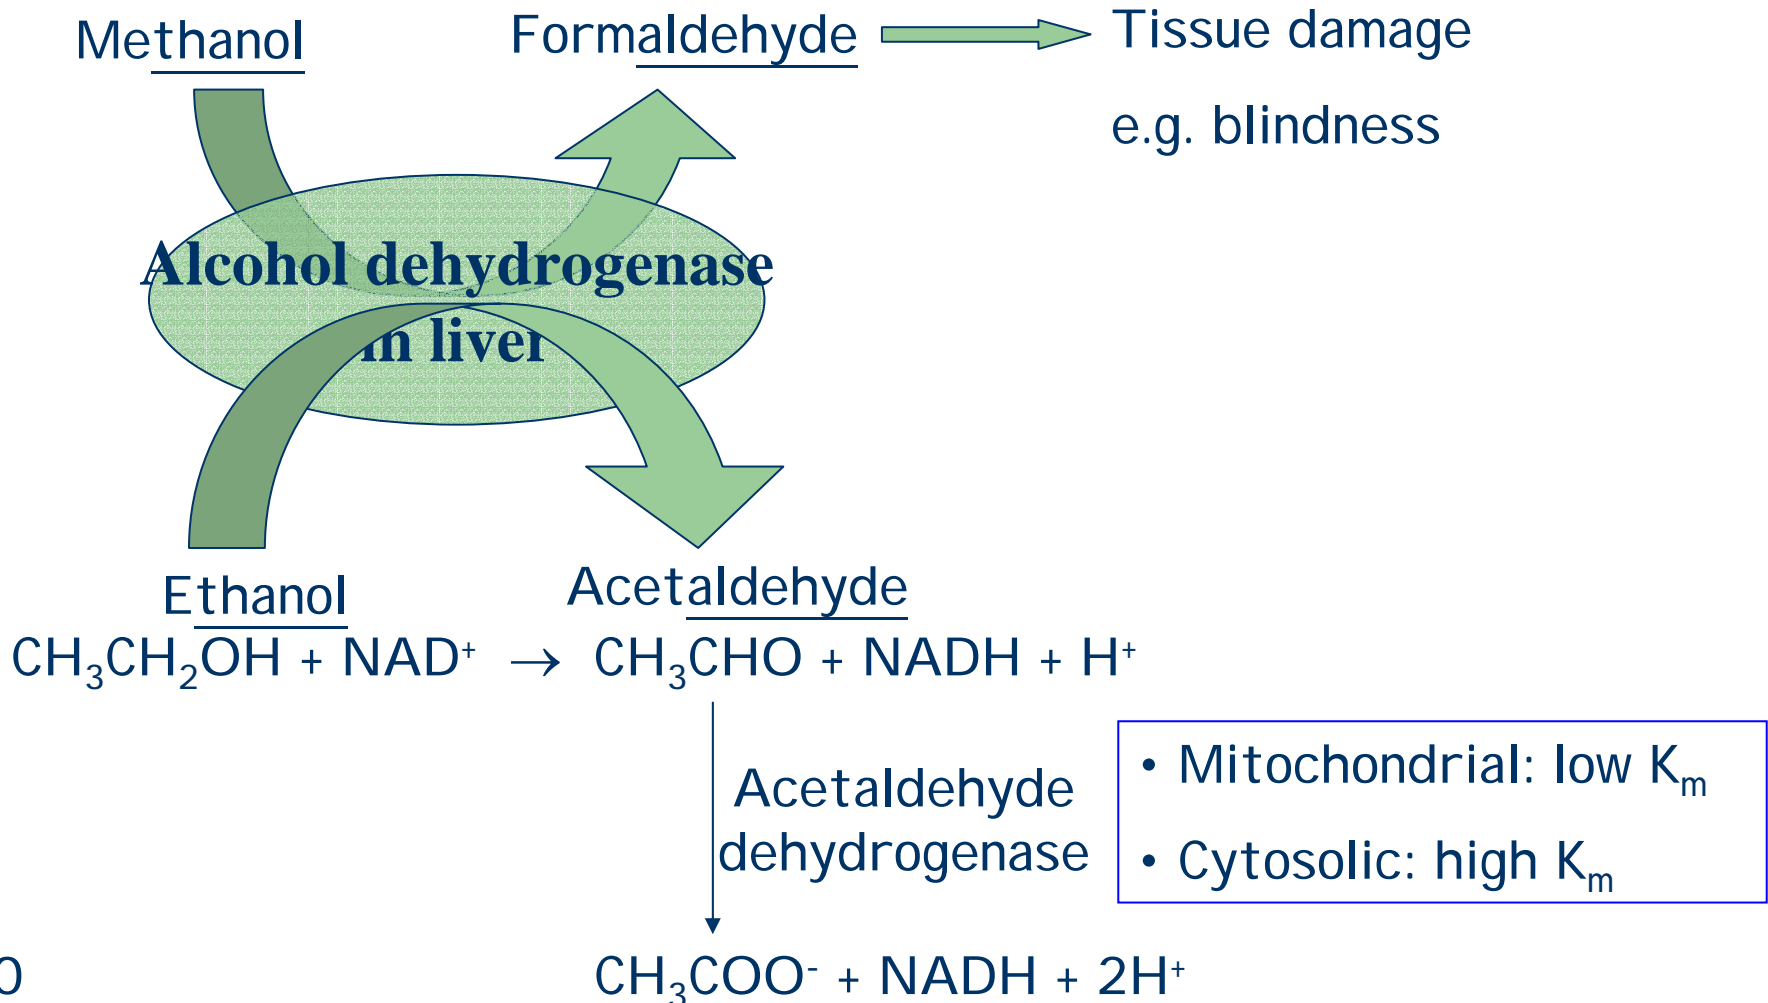 Methanol
Formaldehyde
Tissue damage
e.g. blindness
Alcohol dehydrogenase
in liver
Ethanol
Acetaldehyde
CH₃CH₂OH + NAD⁺ → CH₃CHO + NADH + H⁺
Acetaldehyde
dehydrogenase
• Mitochondrial: low Kₘ
• Cytosolic: high Kₘ
CH₃COO⁻ + NADH + 2H⁺